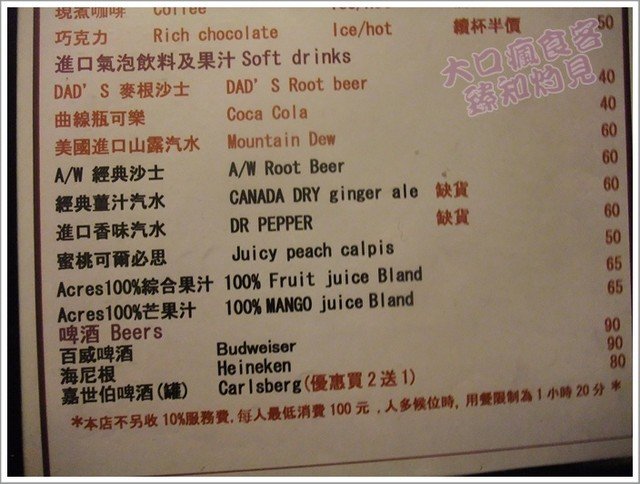 現煮咖啡 Coffee Ice/hot 續杯半價
巧克力 Rich chocolate Ice/hot 50
進口氣泡飲料及果汁 Soft drinks
DAD'S 麥根沙士 DAD'S Root beer 40
曲線瓶可樂 Coca Cola 40
美國進口山露汽水 Mountain Dew 60
A/W 經典沙士 A/W Root Beer 60
經典薑汁汽水 CANADA DRY ginger ale 缺貨 60
進口香味汽水 DR PEPPER 缺貨 60
蜜桃可爾必思 Juicy peach calpis 50
Acres100%綜合果汁 100% Fruit juice Bland 65
Acres100%芒果汁 100% MANGO juice Bland 65
啤酒 Beers
百威啤酒 Budweiser 90
海尼根 Heineken 90
嘉世伯啤酒(罐) Carlsberg(優惠買2送1) 80
*本店不另收10%服務費,每人最低消費100元,人多候位時,用餐限制為1小時20分*
大口瘋食客
臻和灼見